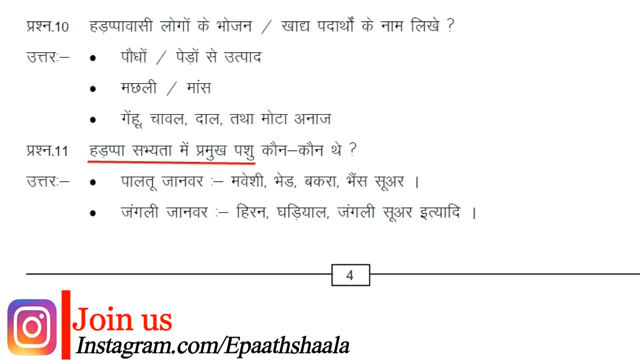 प्रश्न.10 हड़प्पावासी लोगों के भोजन / खाद्य पदार्थों के नाम लिखे ?
उत्तरः– • पौधों / पेड़ों से उत्पाद
• मछली / मांस
• गेंहू, चावल, दाल, तथा मोटा अनाज
प्रश्न.11 हड़प्पा सभ्यता में प्रमुख पशु कौन–कौन थे ?
उत्तरः– • पालतू जानवर :– मवेशी, भेड, बकरा, भैंस सूअर ।
• जंगली जानवर :– हिरन, घड़ियाल, जंगली सूअर इत्यादि ।
4
Join us
Instagram.com/Epaathshaala